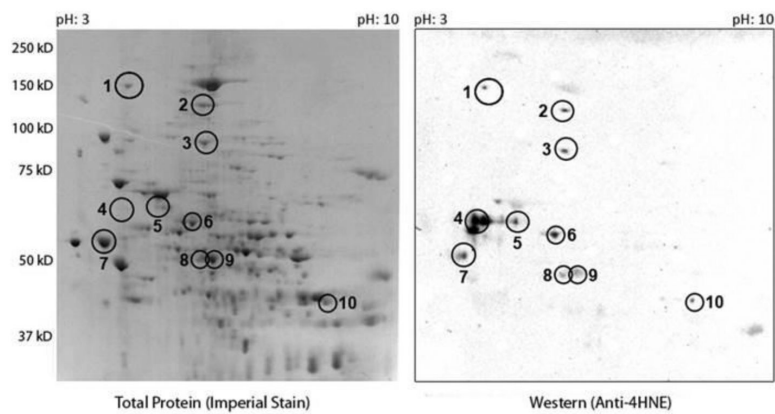 pH: 3 pH: 10 pH: 3 pH: 10
250 kD
150 kD
100 kD
75 kD
50 kD
37 kD
1
2
3
4
5
6
7
8
9
10
1
2
3
4
5
6
7
8
9
10
Total Protein (Imperial Stain) Western (Anti-4HNE)